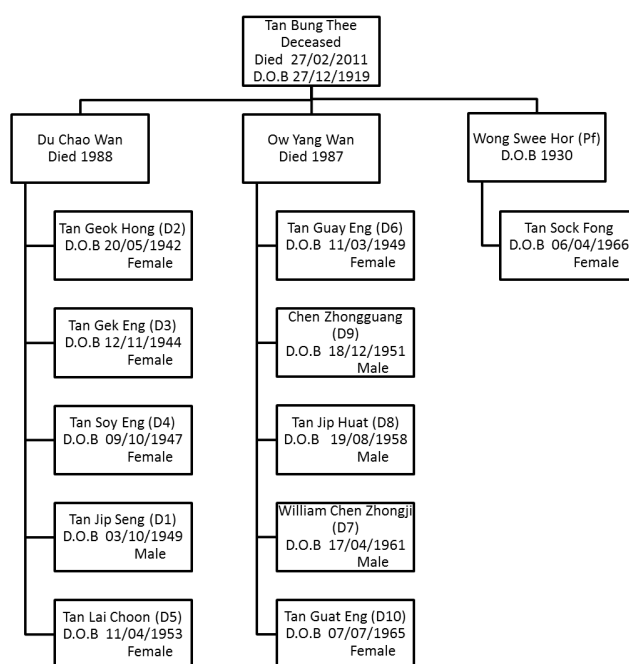 Tan Bung Thee
Deceased
Died 27/02/2011
D.O.B 27/12/1919
Du Chao Wan
Died 1988
Ow Yang Wan
Died 1987
Wong Swee Hor (Pf)
D.O.B 1930
Tan Geok Hong (D2)
D.O.B 20/05/1942
Female
Tan Gek Eng (D3)
D.O.B 12/11/1944
Female
Tan Soy Eng (D4)
D.O.B 09/10/1947
Female
Tan Jip Seng (D1)
D.O.B 03/10/1949
Male
Tan Lai Choon (D5)
D.O.B 11/04/1953
Female
Tan Guay Eng (D6)
D.O.B 11/03/1949
Female
Chen Zhongguang
(D9)
D.O.B 18/12/1951
Male
Tan Jip Huat (D8)
D.O.B 19/08/1958
Male
William Chen Zhongji
(D7)
D.O.B 17/04/1961
Male
Tan Guat Eng (D10)
D.O.B 07/07/1965
Female
Tan Sock Fong
D.O.B 06/04/1966
Female